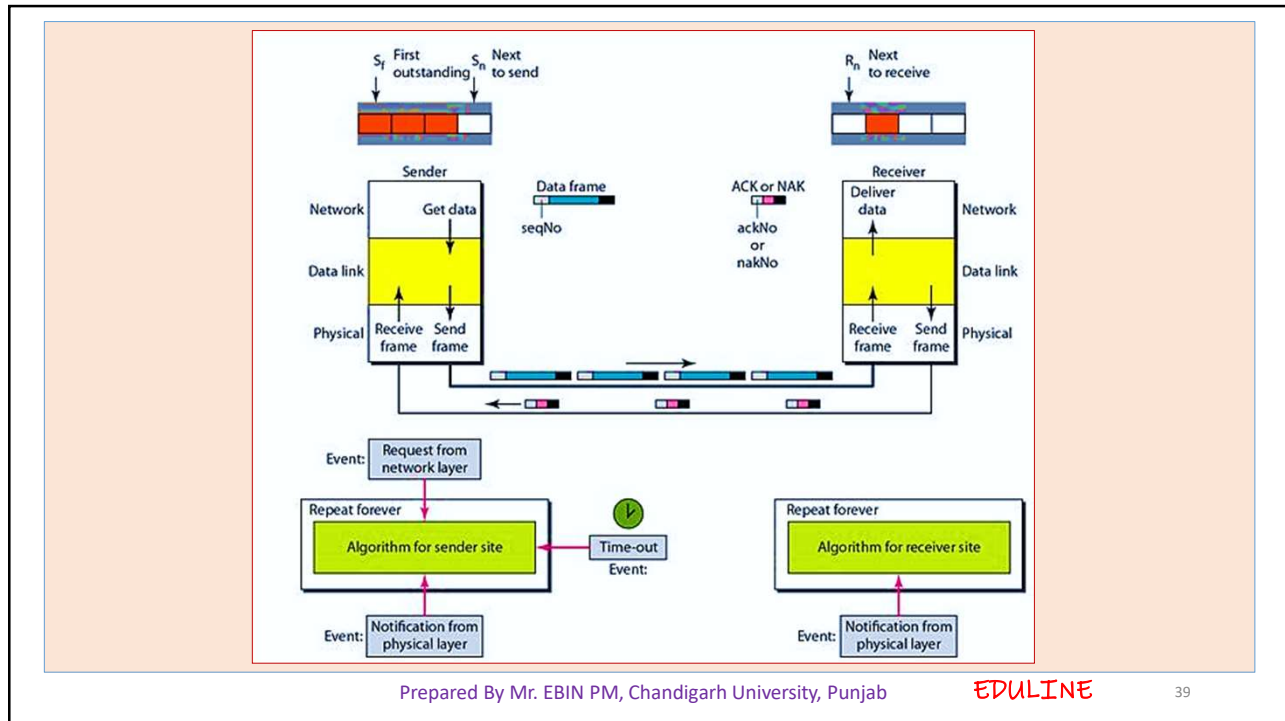 S_f First
outstanding
S_n Next
to send
R_n Next
to receive
Sender
Network
Get data
Data link
Physical
Receive
frame
Send
frame
Data frame
seqNo
ACK or NAK
ackNo
or
nakNo
Receiver
Deliver
data
Network
Data link
Receive
frame
Send
frame
Physical
Event:
Request from
network layer
Repeat forever
Algorithm for sender site
Time-out
Event:
Event:
Notification from
physical layer
Repeat forever
Algorithm for receiver site
Event:
Notification from
physical layer
Prepared By Mr. EBIN PM, Chandigarh University, Punjab
EDULINE
39